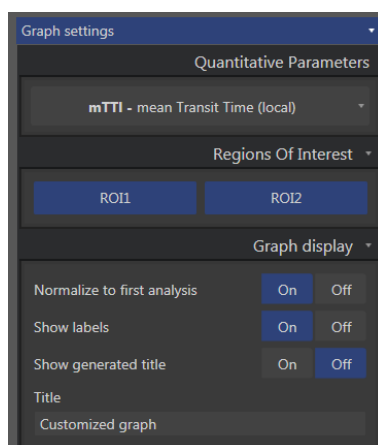 Graph settings
Quantitative Parameters
mTTI - mean Transit Time (local)
Regions Of Interest
ROI1 ROI2
Graph display
Normalize to first analysis On Off
Show labels On Off
Show generated title On Off
Title
Customized graph